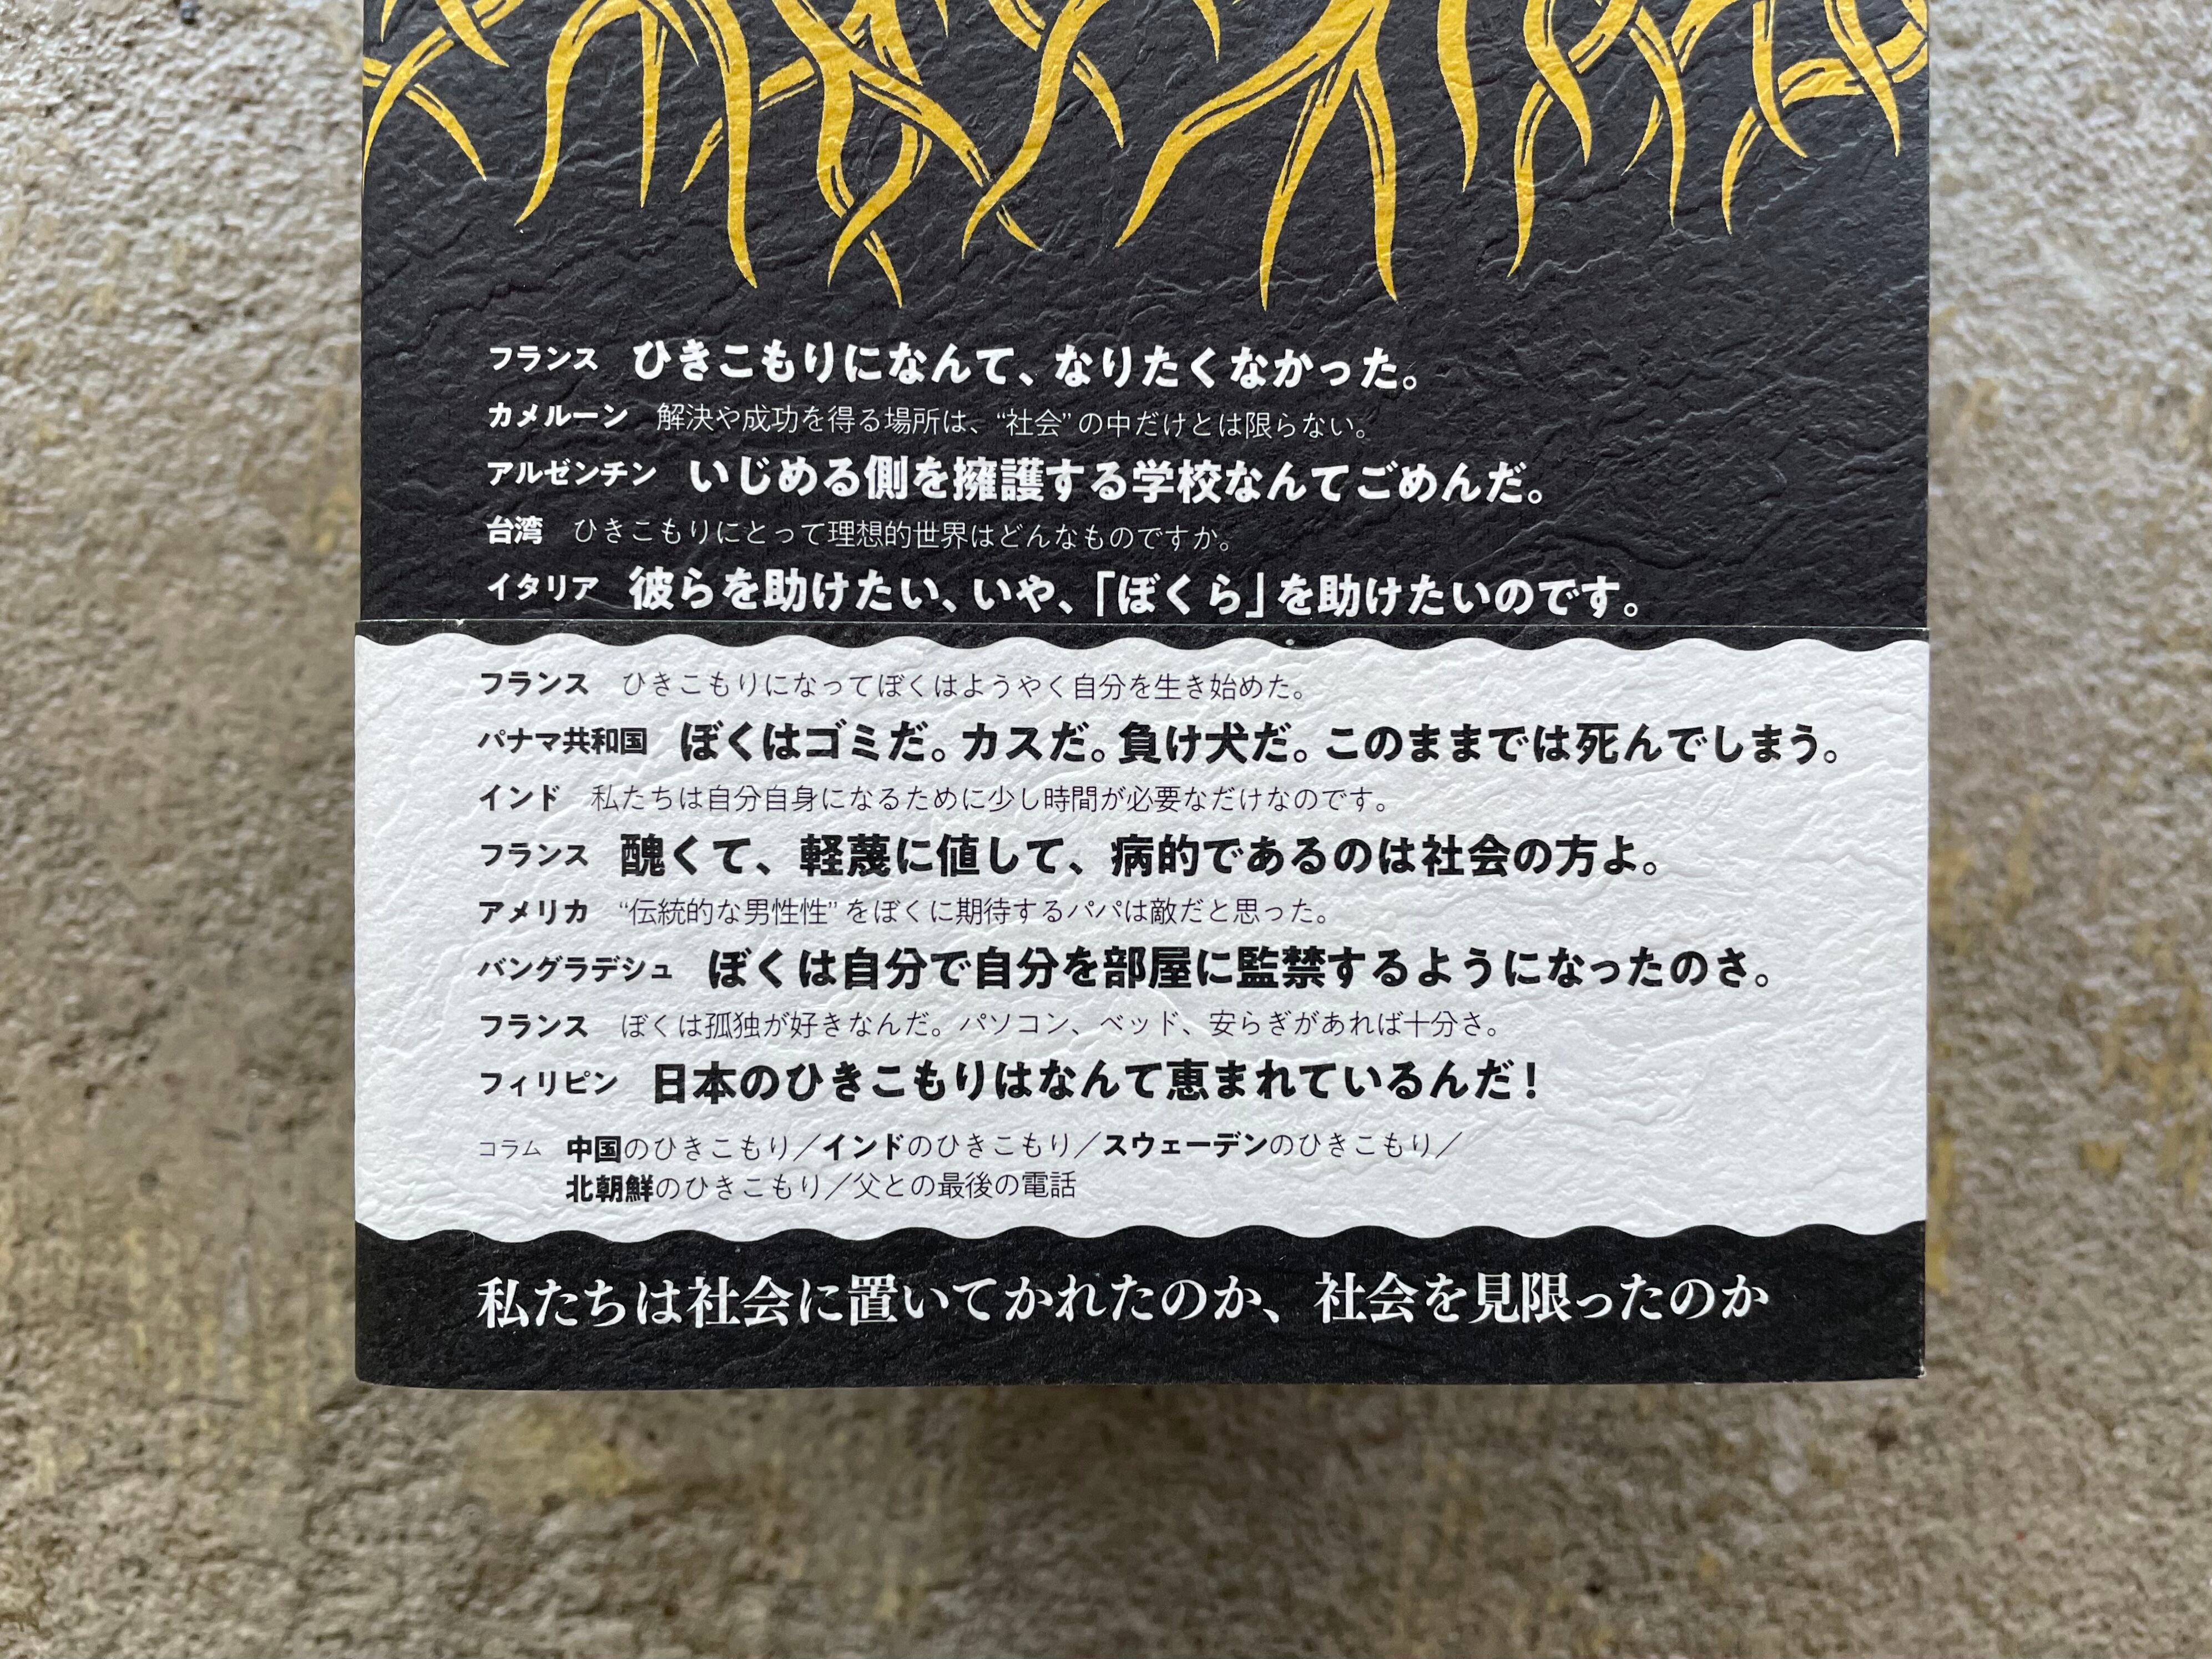 フランス ひきこもりになんて、なりたくなかった。
カメルーン 解決や成功を得る場所は、“社会” の中だけとは限らない。
アルゼンチン いじめる側を擁護する学校なんてごめんだ。
台湾 ひきこもりにとって理想的世界はどんなものですか。
イタリア 彼らを助けたい、いや、「ぼくら」を助けたいのです。
フランス ひきこもりになってぼくはようやく自分を生き始めた。
パナマ共和国 ぼくはゴミだ。カスだ。負け犬だ。このままでは死んでしまう。
インド 私たちは自分自身になるために少し時間が必要なだけなのです。
フランス 醜くて、軽蔑に値して、病的であるのは社会の方よ。
アメリカ “伝統的な男性性” をぼくに期待するパパは敵だと思った。
バングラデシュ ぼくは自分で自分を部屋に監禁するようになったのさ。
フランス ぼくは孤独が好きなんだ。パソコン、ベッド、安らぎがあれば十分さ。
フィリピン 日本のひきこもりはなんて恵まれているんだ!
コラム 中国のひきこもり／インドのひきこもり／スウェーデンのひきこもり／
北朝鮮のひきこもり／父との最後の電話
私たちは社会に置いてかれたのか、社会を見限ったのか